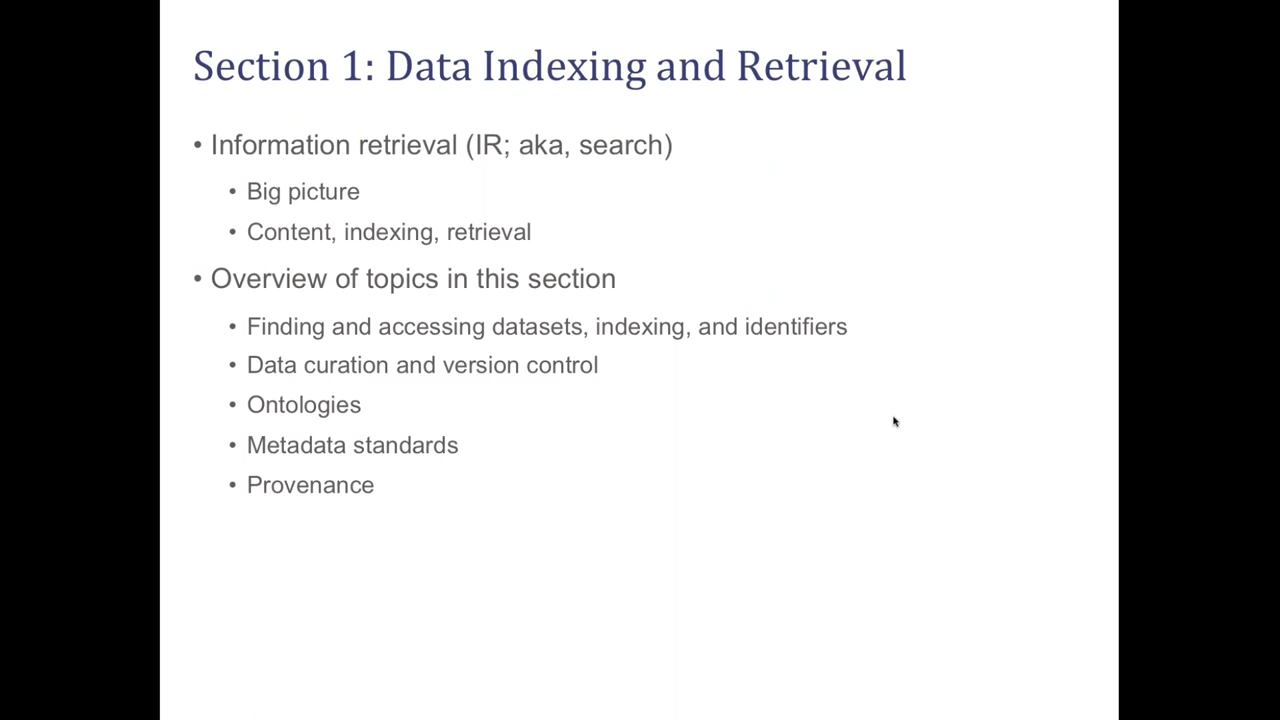 Section 1: Data Indexing and Retrieval
• Information retrieval (IR; aka, search)
• Big picture
• Content, indexing, retrieval
• Overview of topics in this section
• Finding and accessing datasets, indexing, and identifiers
• Data curation and version control
• Ontologies
• Metadata standards
• Provenance